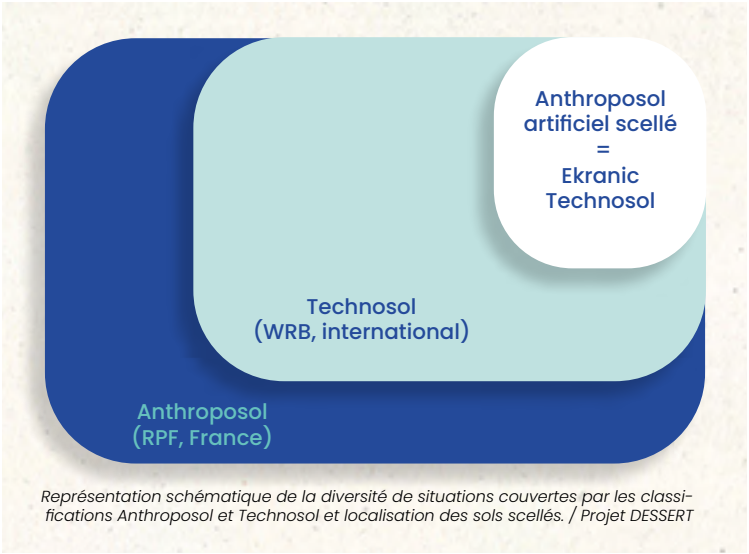 Anthroposol
artificiel scellé
=
Ekranic
Technosol
Technosol
(WRB, international)
Anthroposol
(RPF, France)
Représentation schématique de la diversité de situations couvertes par les classi-
fications Anthroposol et Technosol et localisation des sols scellés. / Projet DESSERT